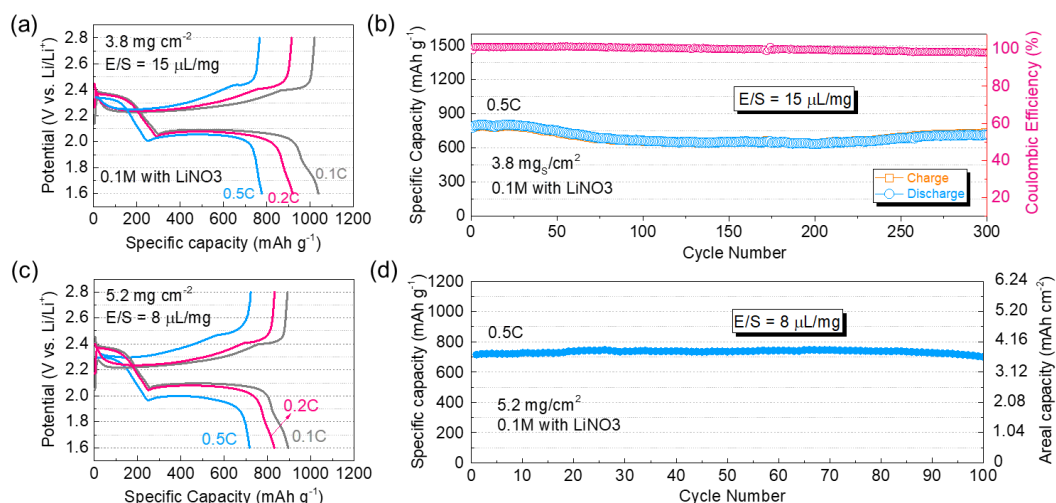 (a)
2.8
2.6
2.4
2.2
2.0
1.8
1.6
Potential (V vs. Li/Li⁺)
3.8 mg cm⁻²
E/S = 15 μL/mg
0.1M with LiNO3
0.5C
0.2C
0.1C
0 200 400 600 800 1000 1200
Specific capacity (mAh g⁻¹)
(b)
1500
1200
900
600
300
0
Specific Capacity (mAh g⁻¹)
0.5C
E/S = 15 μL/mg
3.8 mgₛ/cm²
0.1M with LiNO3
Charge
Discharge
100
80
60
40
20
Coulombic Efficiency (%)
0 50 100 150 200 250 300
Cycle Number
(c)
2.8
2.6
2.4
2.2
2.0
1.8
1.6
Potential (V vs. Li/Li⁺)
5.2 mg cm⁻²
E/S = 8 μL/mg
0.1M with LiNO3
0.5C
0.2C
0.1C
0 200 400 600 800 1000 1200
Specific Capacity (mAh g⁻¹)
(d)
1200
1000
800
600
400
200
0
Specific capacity (mAh g⁻¹)
0.5C
E/S = 8 μL/mg
5.2 mg/cm²
0.1M with LiNO3
6.24
5.20
4.16
3.12
2.08
1.04
0
Areal capacity (mAh cm⁻²)
0 10 20 30 40 50 60 70 80 90 100
Cycle Number